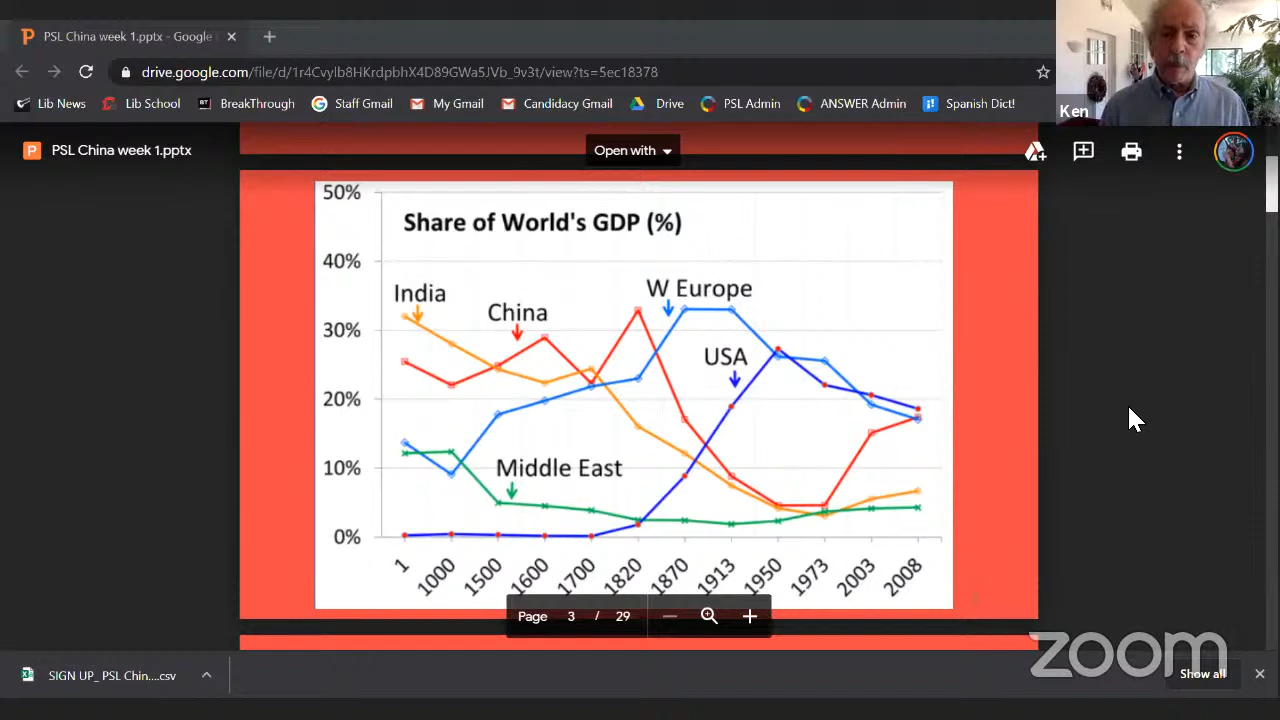 PSL China week 1.pptx - Google
drive.google.com/file/d/1r4Cvylb8HKrdpbhX4D89GWa5JVb_9v3t/view?ts=5ec18378
Lib News Lib School BreakThrough Staff Gmail My Gmail Candidacy Gmail Drive PSL Admin ANSWER Admin Spanish Dict!
Ken
PSL China week 1.pptx
Open with
50%
Share of World's GDP (%)
40%
India
W Europe
China
30%
USA
20%
Middle East
10%
0%
1 1000 1500 1600 1700 1820 1870 1913 1950 1973 2003 2008
Page 3 / 29
zoom
SIGN UP_ PSL Chin....csv
Show all